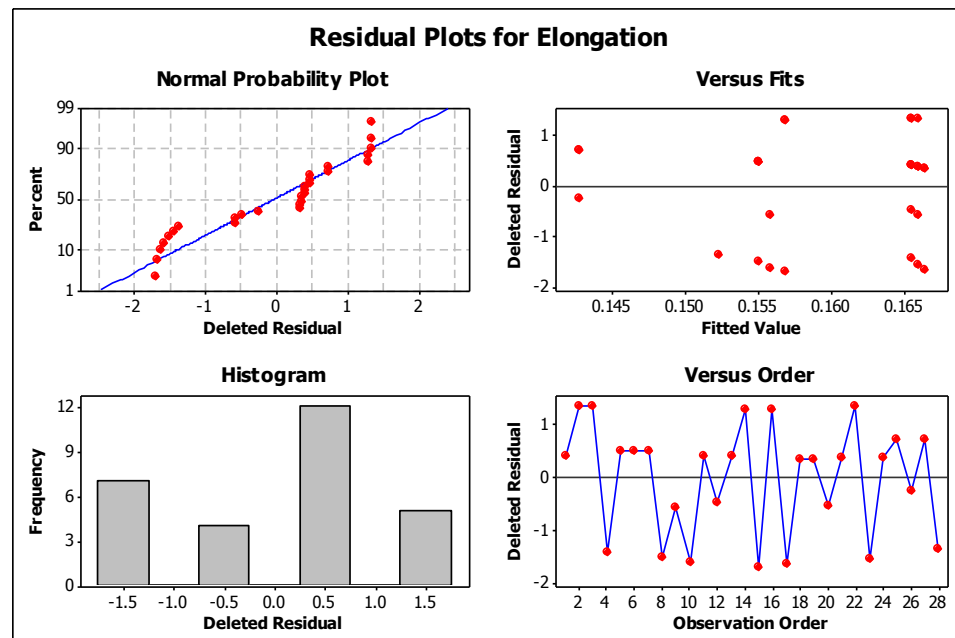 Residual Plots for Elongation
Normal Probability Plot
99
90
50
10
1
Percent
-2 -1 0 1 2
Deleted Residual
Versus Fits
1
0
-1
-2
Deleted Residual
0.145 0.150 0.155 0.160 0.165
Fitted Value
Histogram
12
9
6
3
0
Frequency
-1.5 -1.0 -0.5 0.0 0.5 1.0 1.5
Deleted Residual
Versus Order
1
0
-1
-2
Deleted Residual
2 4 6 8 10 12 14 16 18 20 22 24 26 28
Observation Order